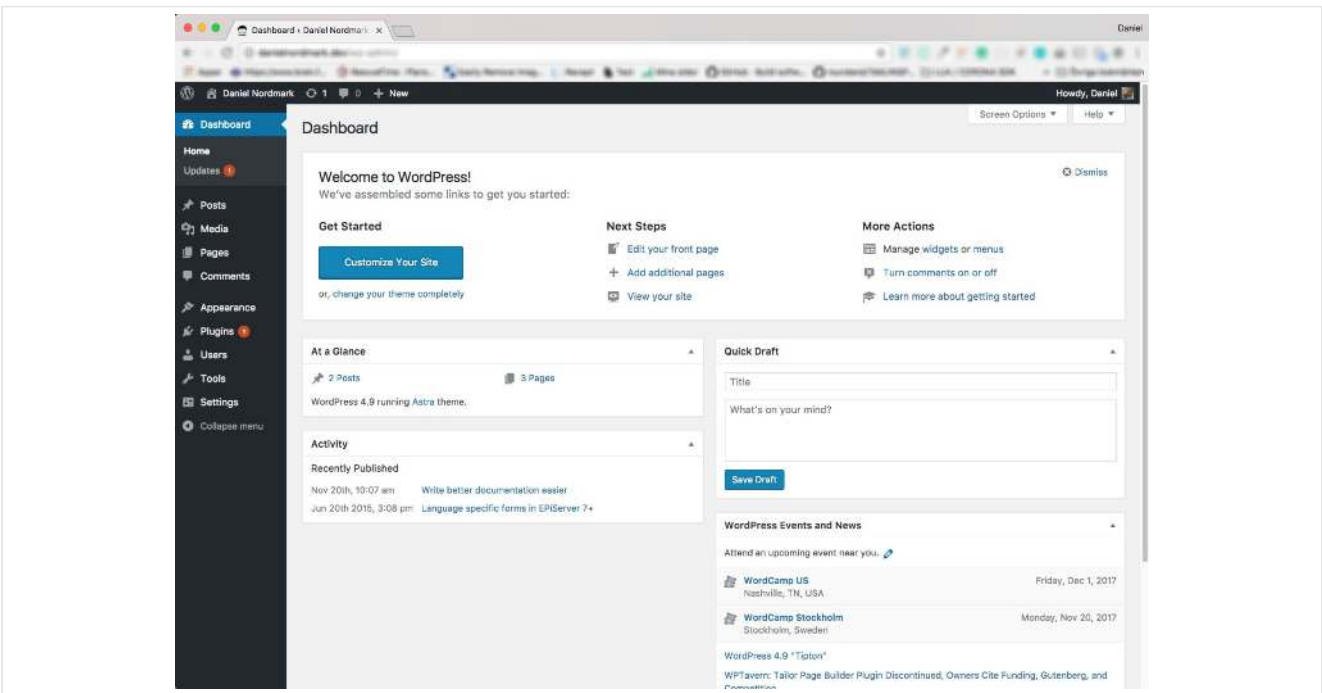 Dashboard ‹ Daniel Nordmark
Daniel
Daniel Nordmark 1 0 + New Howdy, Daniel
Dashboard
Home
Updates 1
Posts
Media
Pages
Comments
Appearance
Plugins 1
Users
Tools
Settings
Collapse menu
Dashboard
Screen Options Help
Welcome to WordPress!
We've assembled some links to get you started:
Dismiss
Get Started
Customize Your Site
or, change your theme completely
Next Steps
Edit your front page
Add additional pages
View your site
More Actions
Manage widgets or menus
Turn comments on or off
Learn more about getting started
At a Glance
2 Posts 3 Pages
WordPress 4.9 running Astra theme.
Activity
Recently Published
Nov 20th, 10:07 am Write better documentation easier
Jun 20th 2015, 3:08 pm Language specific forms in EPiServer 7+
Quick Draft
Title
What's on your mind?
Save Draft
WordPress Events and News
Attend an upcoming event near you.
WordCamp US Friday, Dec 1, 2017
Nashville, TN, USA
WordCamp Stockholm Monday, Nov 20, 2017
Stockholm, Sweden
WordPress 4.9 "Tipton"
WPTavern: Tailor Page Builder Plugin Discontinued, Owners Cite Funding, Gutenberg, and
Competition